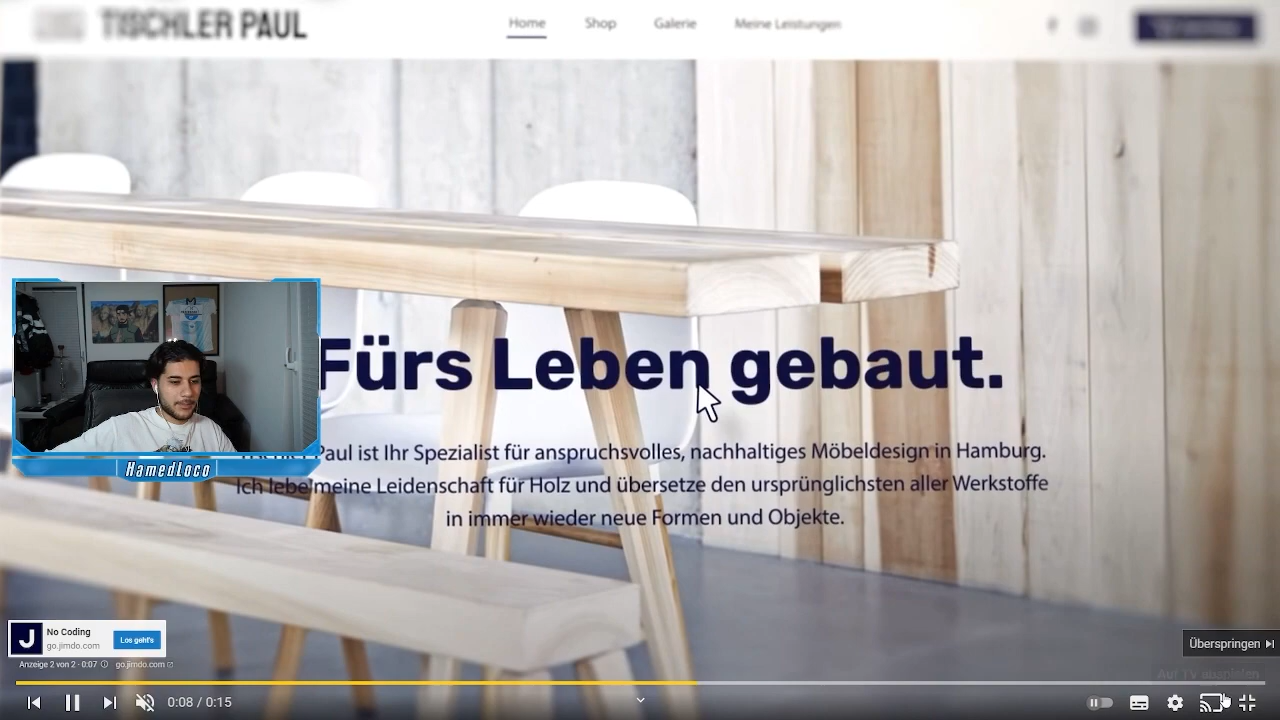 TISCHLER PAUL
Home
Shop
Galerie
Meine Leistungen
Fürs Leben gebaut.
Paul ist Ihr Spezialist für anspruchsvolles, nachhaltiges Möbeldesign in Hamburg.
Ich lebe meine Leidenschaft für Holz und übersetze den ursprünglichsten aller Werkstoffe
in immer wieder neue Formen und Objekte.
HamedLoco
J
No Coding
go.jimdo.com
Los geht's
Anzeige 2 von 2 · 0:07
go.jimdo.com
Überspringen
Auf TV abspielen
0:08 / 0:15